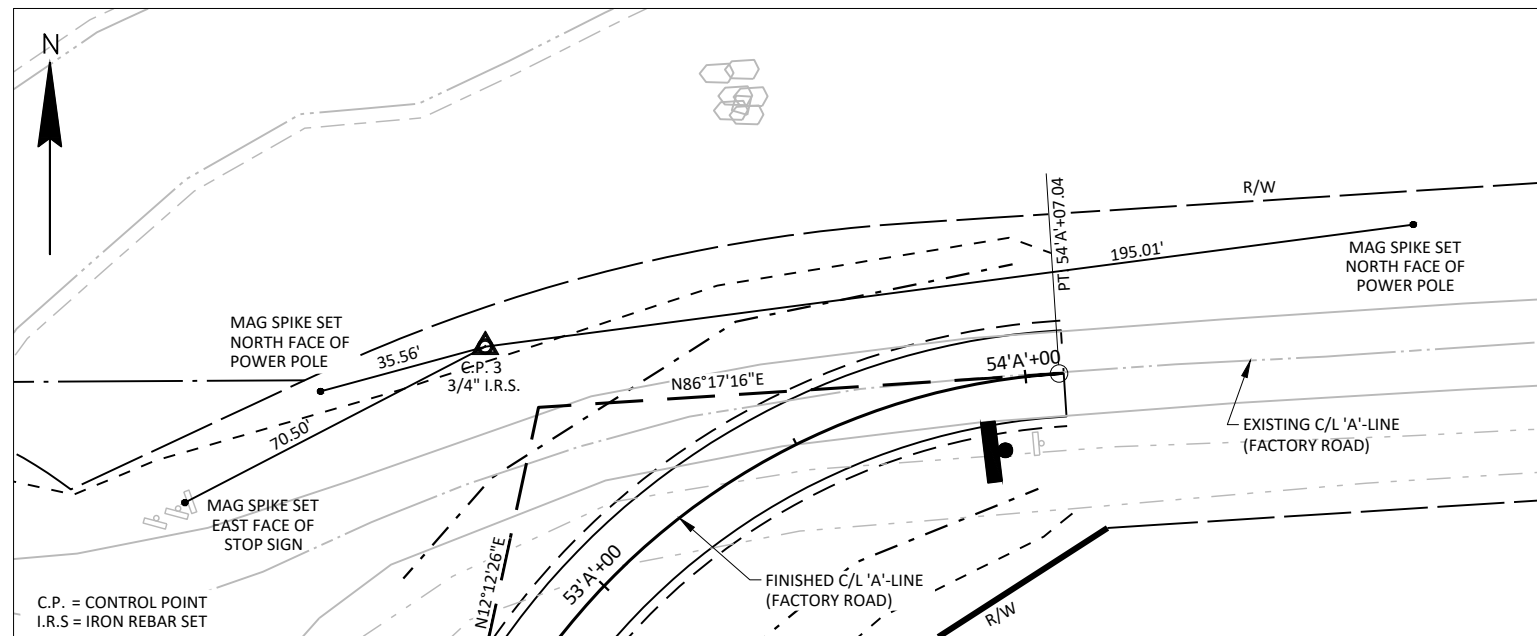 N
R/W
PT 54'A'+07.04
195.01'
MAG SPIKE SET
NORTH FACE OF
POWER POLE
MAG SPIKE SET
NORTH FACE OF
POWER POLE
35.56'
C.P. 3
3/4" I.R.S.
54'A'+00
N86°17'16"E
70.50'
EXISTING C/L 'A'-LINE
(FACTORY ROAD)
MAG SPIKE SET
EAST FACE OF
STOP SIGN
N12°12'26"E
53'A'+00
FINISHED C/L 'A'-LINE
(FACTORY ROAD)
R/W
C.P. = CONTROL POINT
I.R.S = IRON REBAR SET